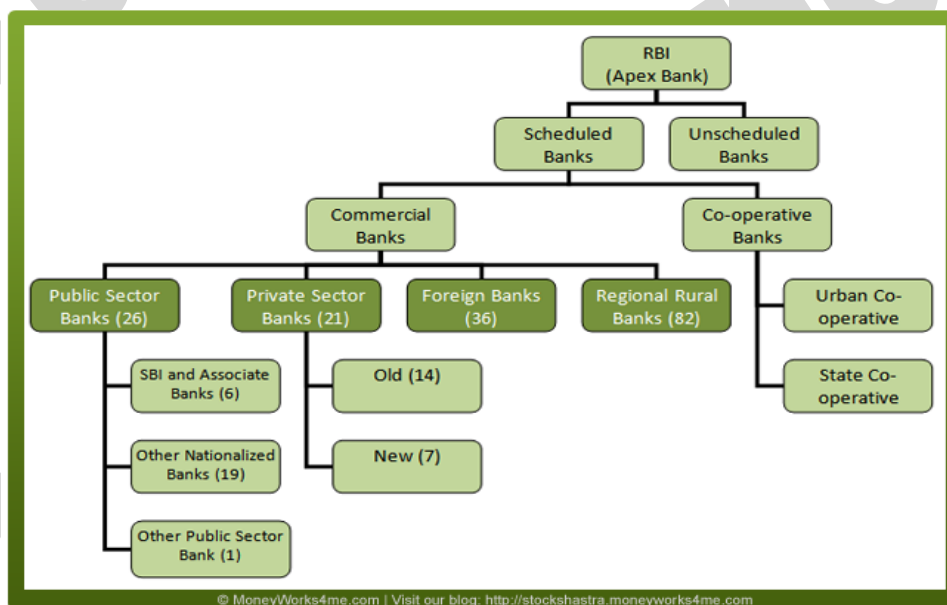 RBI
(Apex Bank)
Scheduled
Banks
Unscheduled
Banks
Commercial
Banks
Co-operative
Banks
Public Sector
Banks (26)
Private Sector
Banks (21)
Foreign Banks
(36)
Regional Rural
Banks (82)
Urban Co-
operative
SBI and Associate
Banks (6)
Old (14)
State Co-
operative
Other Nationalized
Banks (19)
New (7)
Other Public Sector
Bank (1)
© MoneyWorks4me.com | Visit our blog: http://stockshastra.moneyworks4me.com